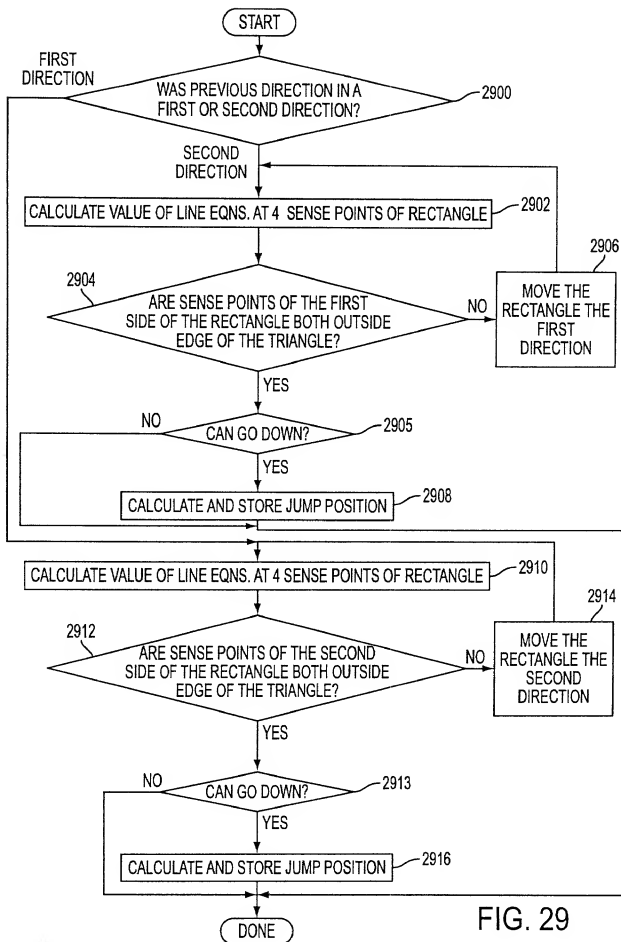 START
FIRST
DIRECTION
WAS PREVIOUS DIRECTION IN A
FIRST OR SECOND DIRECTION?
2900
SECOND
DIRECTION
CALCULATE VALUE OF LINE EQNS. AT 4 SENSE POINTS OF RECTANGLE
2902
2904
ARE SENSE POINTS OF THE FIRST
SIDE OF THE RECTANGLE BOTH OUTSIDE
EDGE OF THE TRIANGLE?
NO
2906
MOVE THE
RECTANGLE THE
FIRST
DIRECTION
YES
NO
CAN GO DOWN?
2905
YES
CALCULATE AND STORE JUMP POSITION
2908
CALCULATE VALUE OF LINE EQNS. AT 4 SENSE POINTS OF RECTANGLE
2910
2912
ARE SENSE POINTS OF THE SECOND
SIDE OF THE RECTANGLE BOTH OUTSIDE
EDGE OF THE TRIANGLE?
NO
2914
MOVE THE
RECTANGLE THE
SECOND
DIRECTION
YES
NO
CAN GO DOWN?
2913
YES
CALCULATE AND STORE JUMP POSITION
2916
DONE
FIG. 29